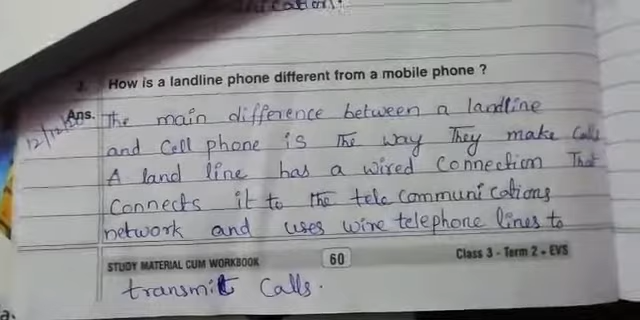 How is a landline phone different from a mobile phone ?
Ans. The main difference between a landline
and Cell phone is The way They make Calls
A land line has a wired Connection That
Connects it to the tele communications
network and uses wire telephone lines to
STUDY MATERIAL CUM WORKBOOK 60 Class 3 - Term 2 • EVS
transmit Calls.